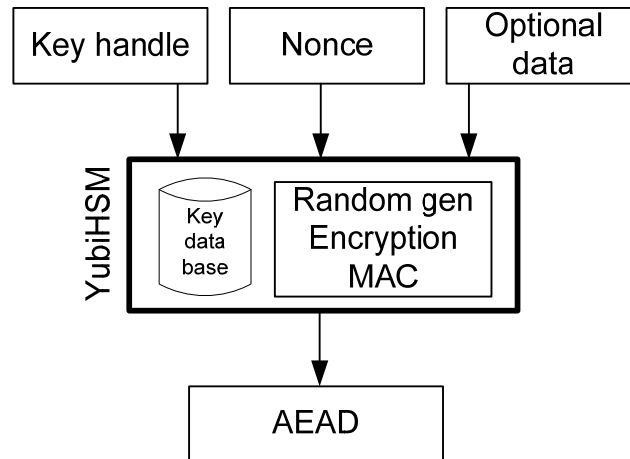 Key handle
Nonce
Optional
data
YubiHSM
Key
data
base
Random gen
Encryption
MAC
AEAD